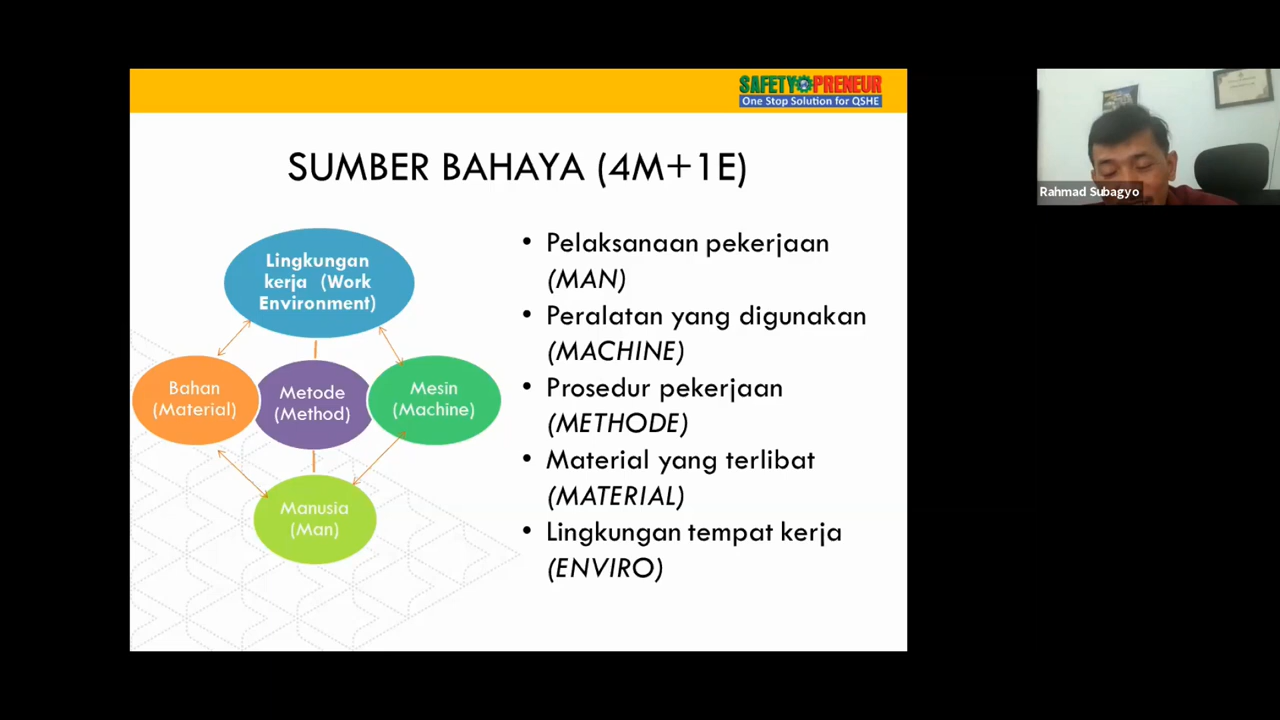 SAFETY PRENEUR
One Stop Solution for QSHE
SUMBER BAHAYA (4M+1E)
Lingkungan
kerja (Work
Environment)
Bahan
(Material)
Metode
(Method)
Mesin
(Machine)
Manusia
(Man)
• Pelaksanaan pekerjaan
(MAN)
• Peralatan yang digunakan
(MACHINE)
• Prosedur pekerjaan
(METHODE)
• Material yang terlibat
(MATERIAL)
• Lingkungan tempat kerja
(ENVIRO)
Rahmad Subagyo